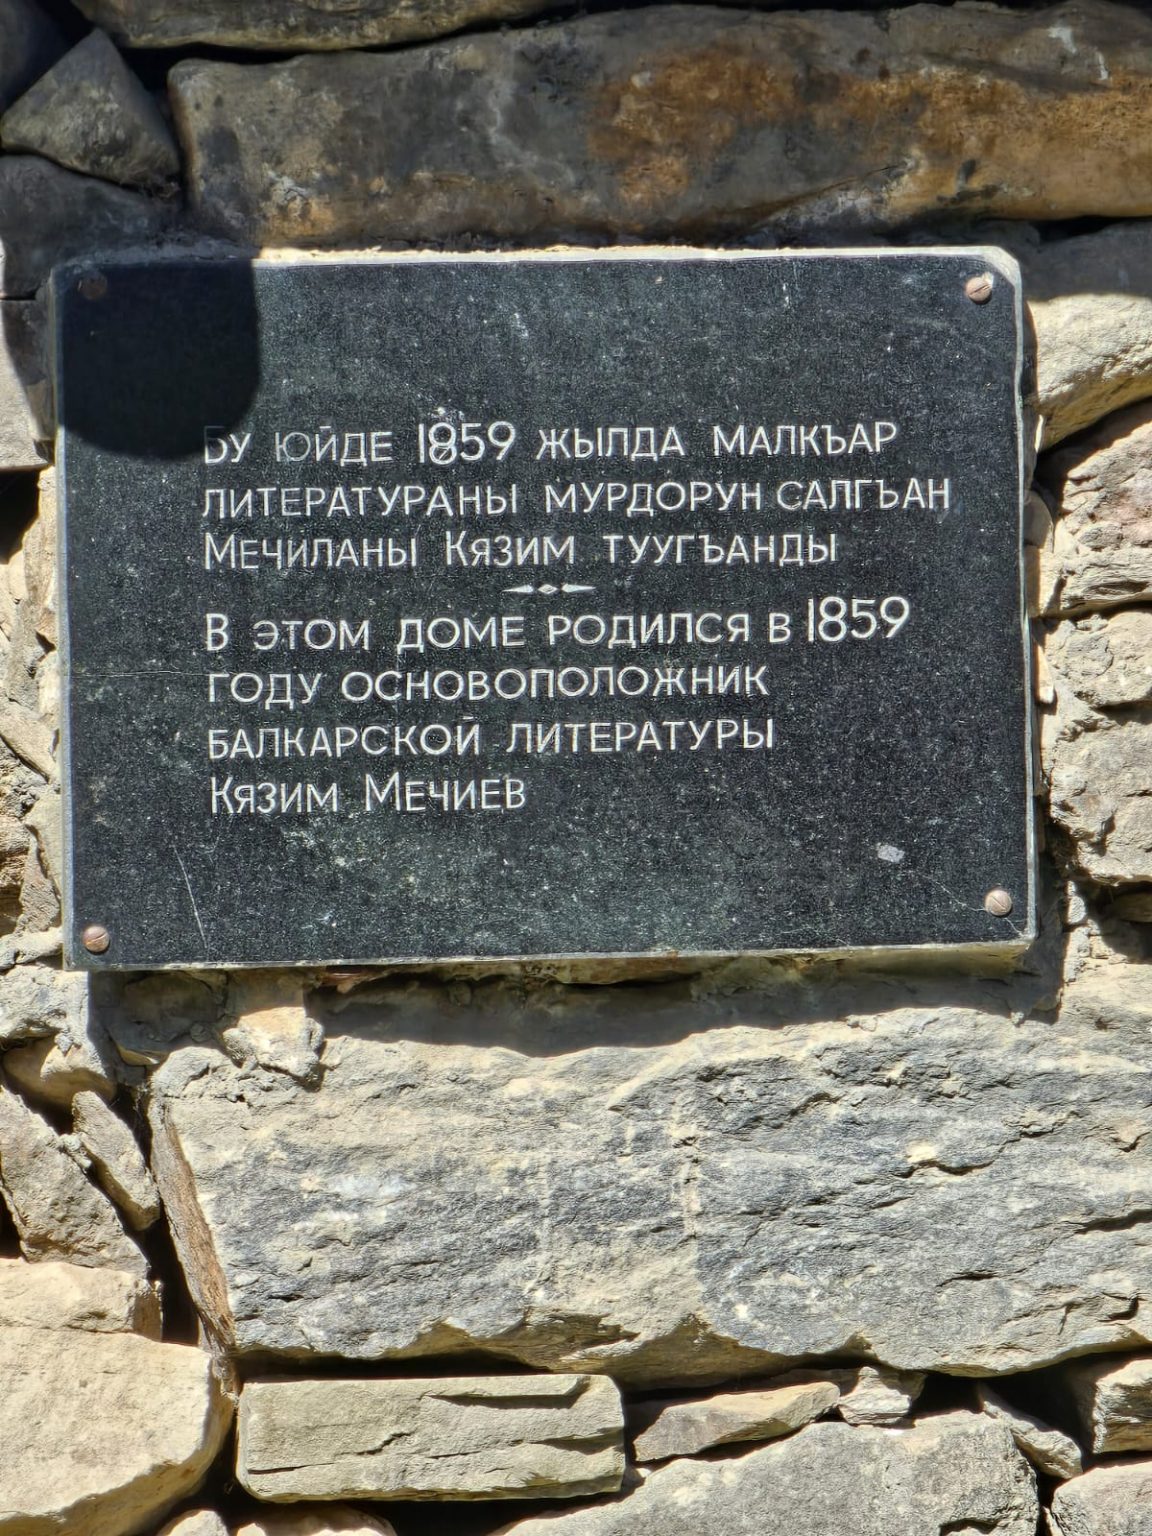 Бу юйде 1859 жылда малкъар
литератураны мурдорун салгъан
Мечиланы Кязим туугъанды
В этом доме родился в 1859
году основоположник
балкарской литературы
Кязим Мечиев